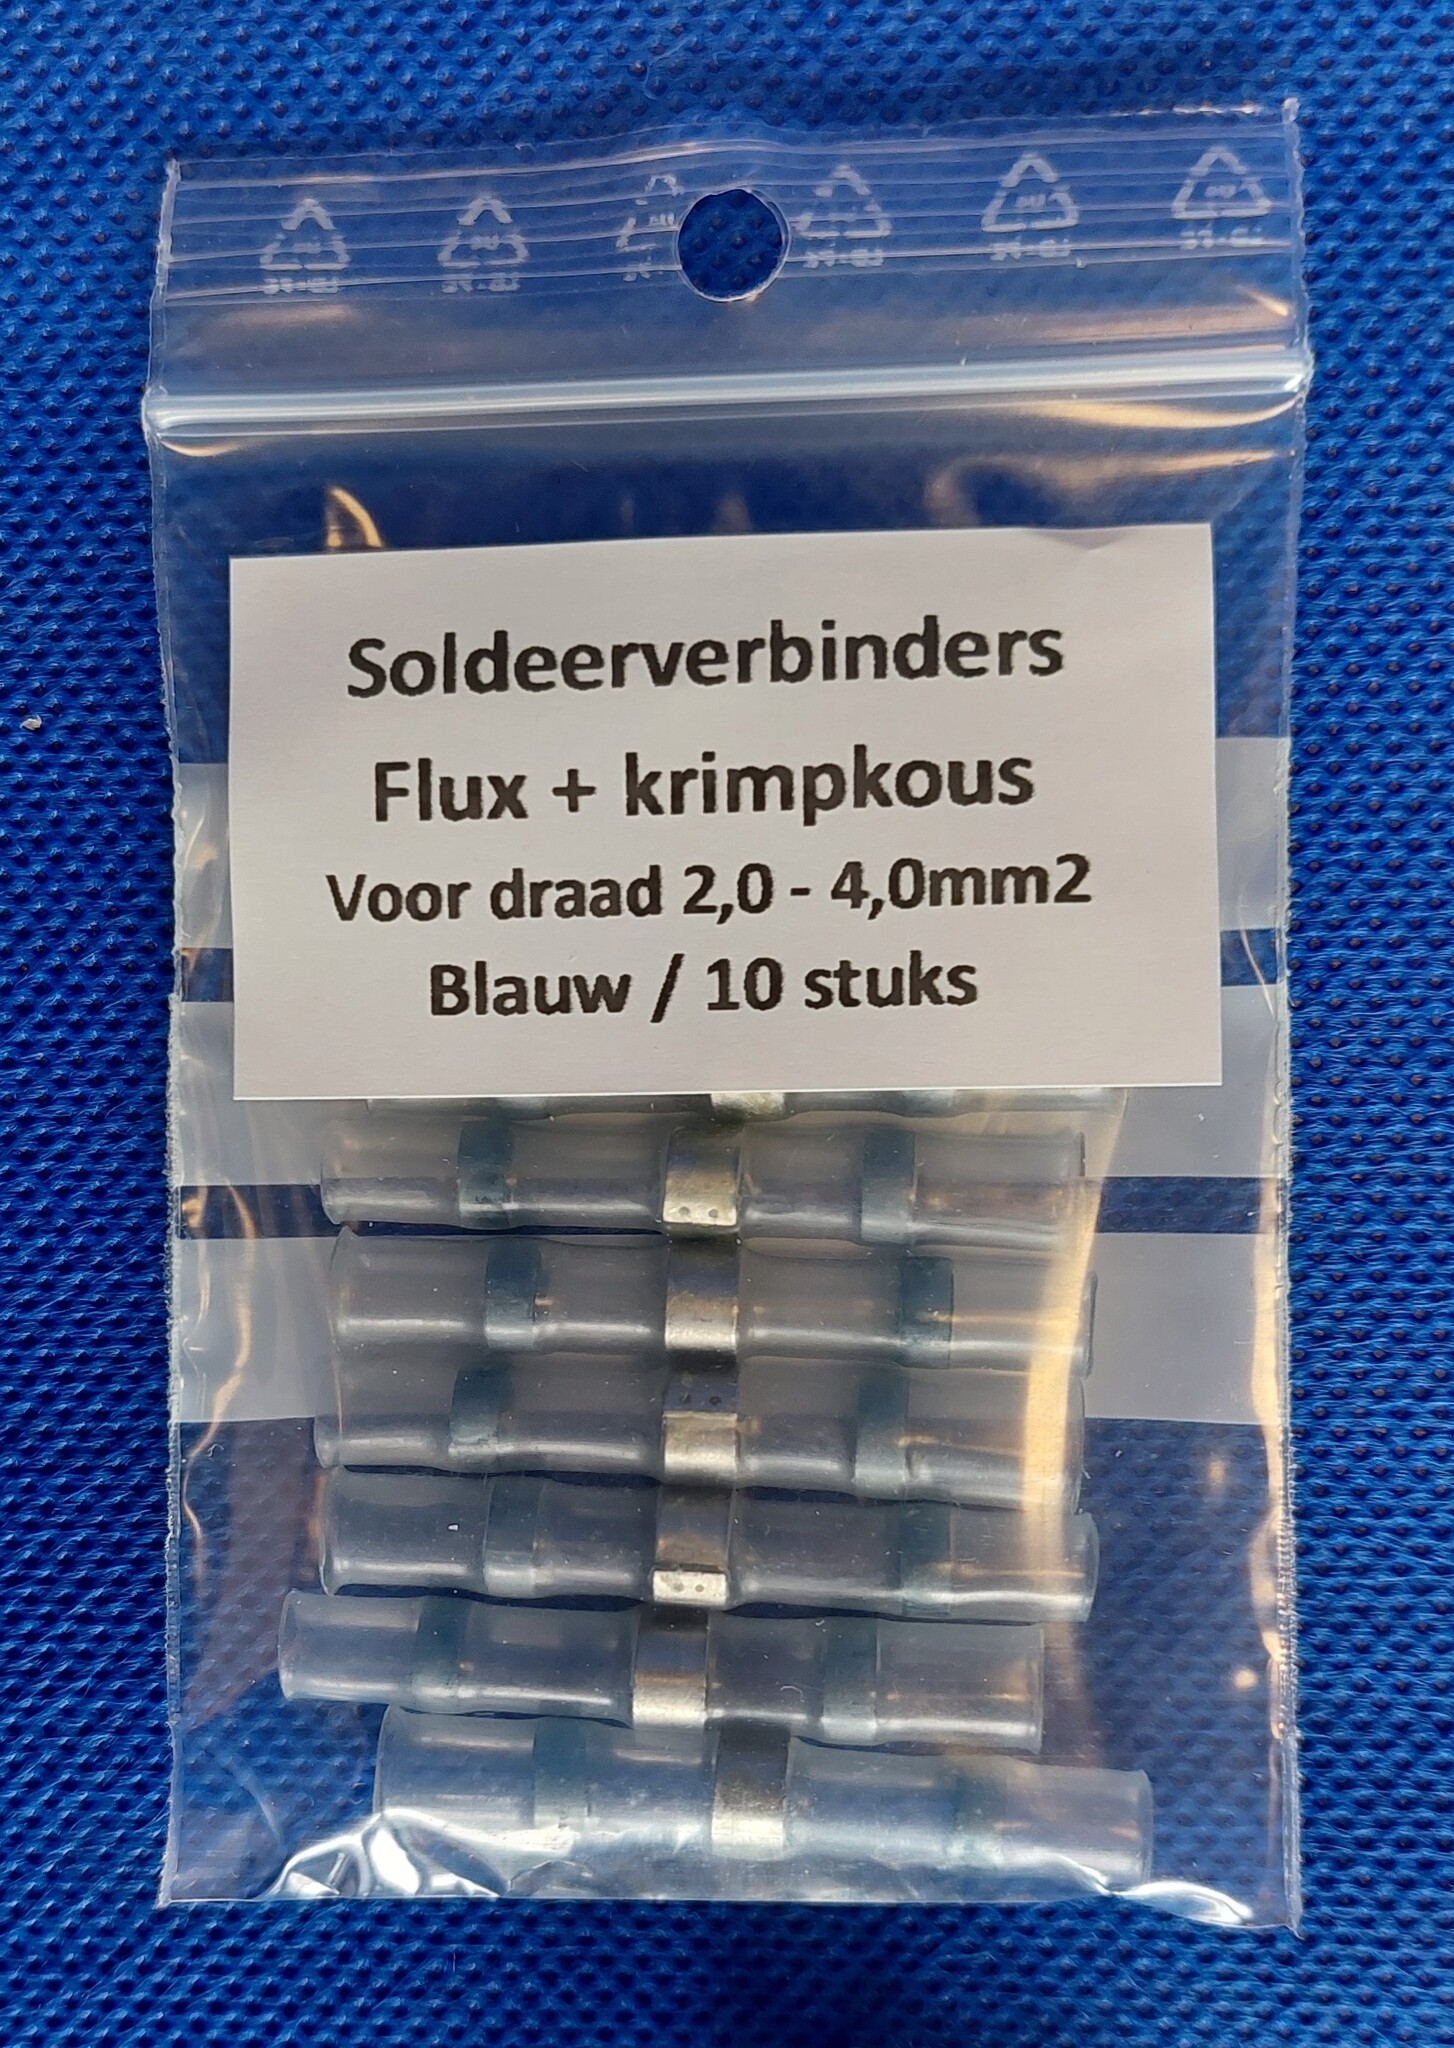 Soldeerverbinders
Flux + krimpkous
Voor draad 2,0 - 4,0mm2
Blauw / 10 stuks